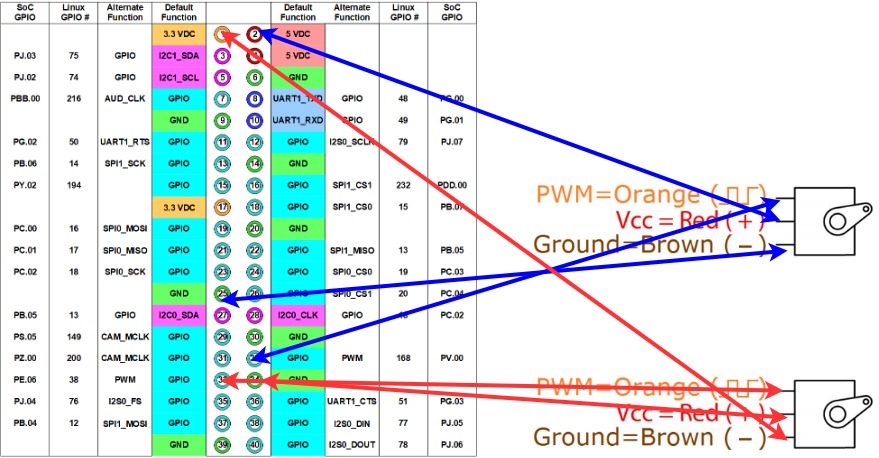 SoC GPIO Linux GPIO # Alternate Function Default Function Default Function Alternate Function Linux GPIO # SoC GPIO
3.3 VDC 2 5 VDC
PJ.03 75 GPIO I2C1_SDA 3 5 VDC
PJ.02 74 GPIO I2C1_SCL 5 6 GND
PBB.00 216 AUD_CLK GPIO 7 8 UART1_TXD GPIO 48 PG.00
GND 9 10 UART1_RXD GPIO 49 PG.01
PG.02 50 UART1_RTS GPIO 11 12 GPIO I2S0_SCLK 79 PJ.07
PB.06 14 SPI1_SCK GPIO 13 14 GND
PY.02 194 GPIO 15 16 GPIO SPI1_CS1 232 PDD.00
3.3 VDC 17 18 GPIO SPI1_CS0 15
PC.00 16 SPI0_MOSI GPIO 19 20 GND
PC.01 17 SPI0_MISO GPIO 21 22 GPIO SPI1_MISO 13 PB.05
PC.02 18 SPI0_SCK GPIO 23 24 GPIO SPI0_CS0 19 PC.03
GND 25 26 GPIO SPI0_CS1 20 PC.04
PB.05 13 GPIO I2C0_SDA 27 28 I2C0_CLK GPIO PC.02
PS.05 149 CAM_MCLK GPIO 29 30 GND
PZ.00 200 CAM_MCLK GPIO 31 GPIO PWM 168 PV.00
PE.06 38 PWM GPIO 33 34 GND
PJ.04 76 I2S0_FS GPIO 35 36 GPIO UART1_CTS 51 PG.03
PB.04 12 SPI1_MOSI GPIO 37 38 GPIO I2S0_DIN 77 PJ.05
GND 39 40 GPIO I2S0_DOUT 78 PJ.06
PWM=Orange (⎍⎍)
Vcc = Red (+)
Ground=Brown (−)
PWM=Orange (⎍⎍)
Vcc = Red (+)
Ground=Brown (−)